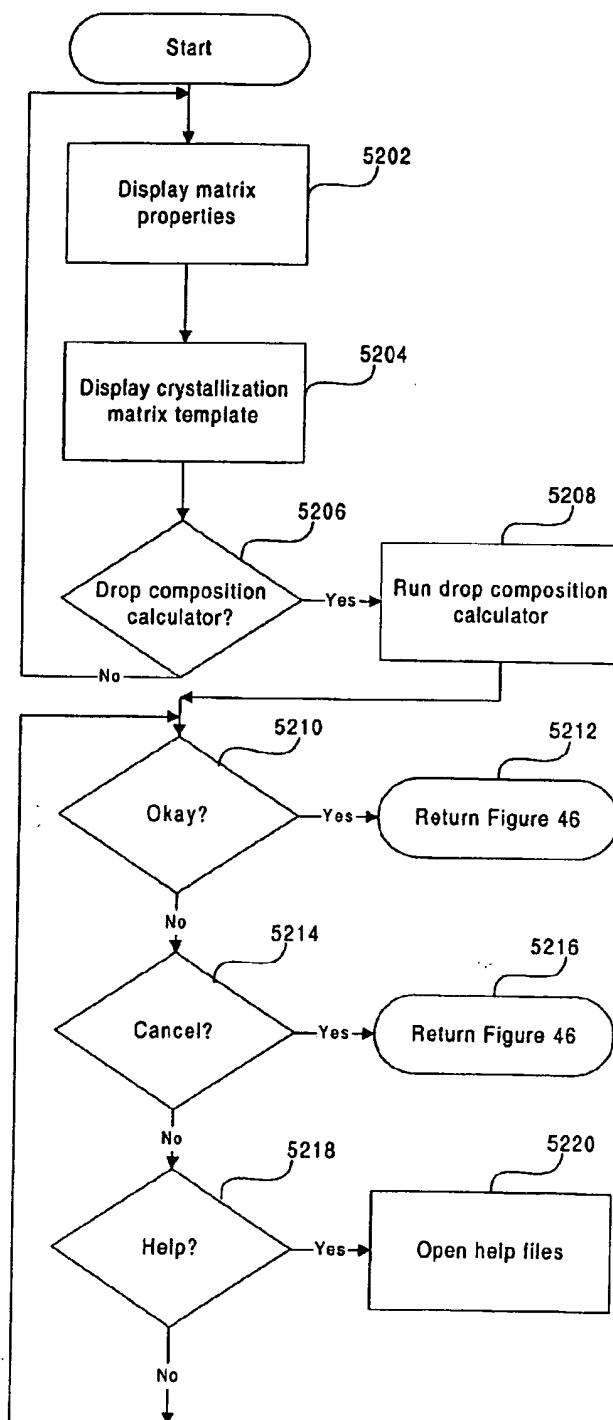 Start
5202
Display matrix
properties
5204
Display crystallization
matrix template
5206
Drop composition
calculator?
Yes
5208
Run drop composition
calculator
No
5210
Okay?
Yes
5212
Return Figure 46
No
5214
Cancel?
Yes
5216
Return Figure 46
No
5218
Help?
Yes
5220
Open help files
No